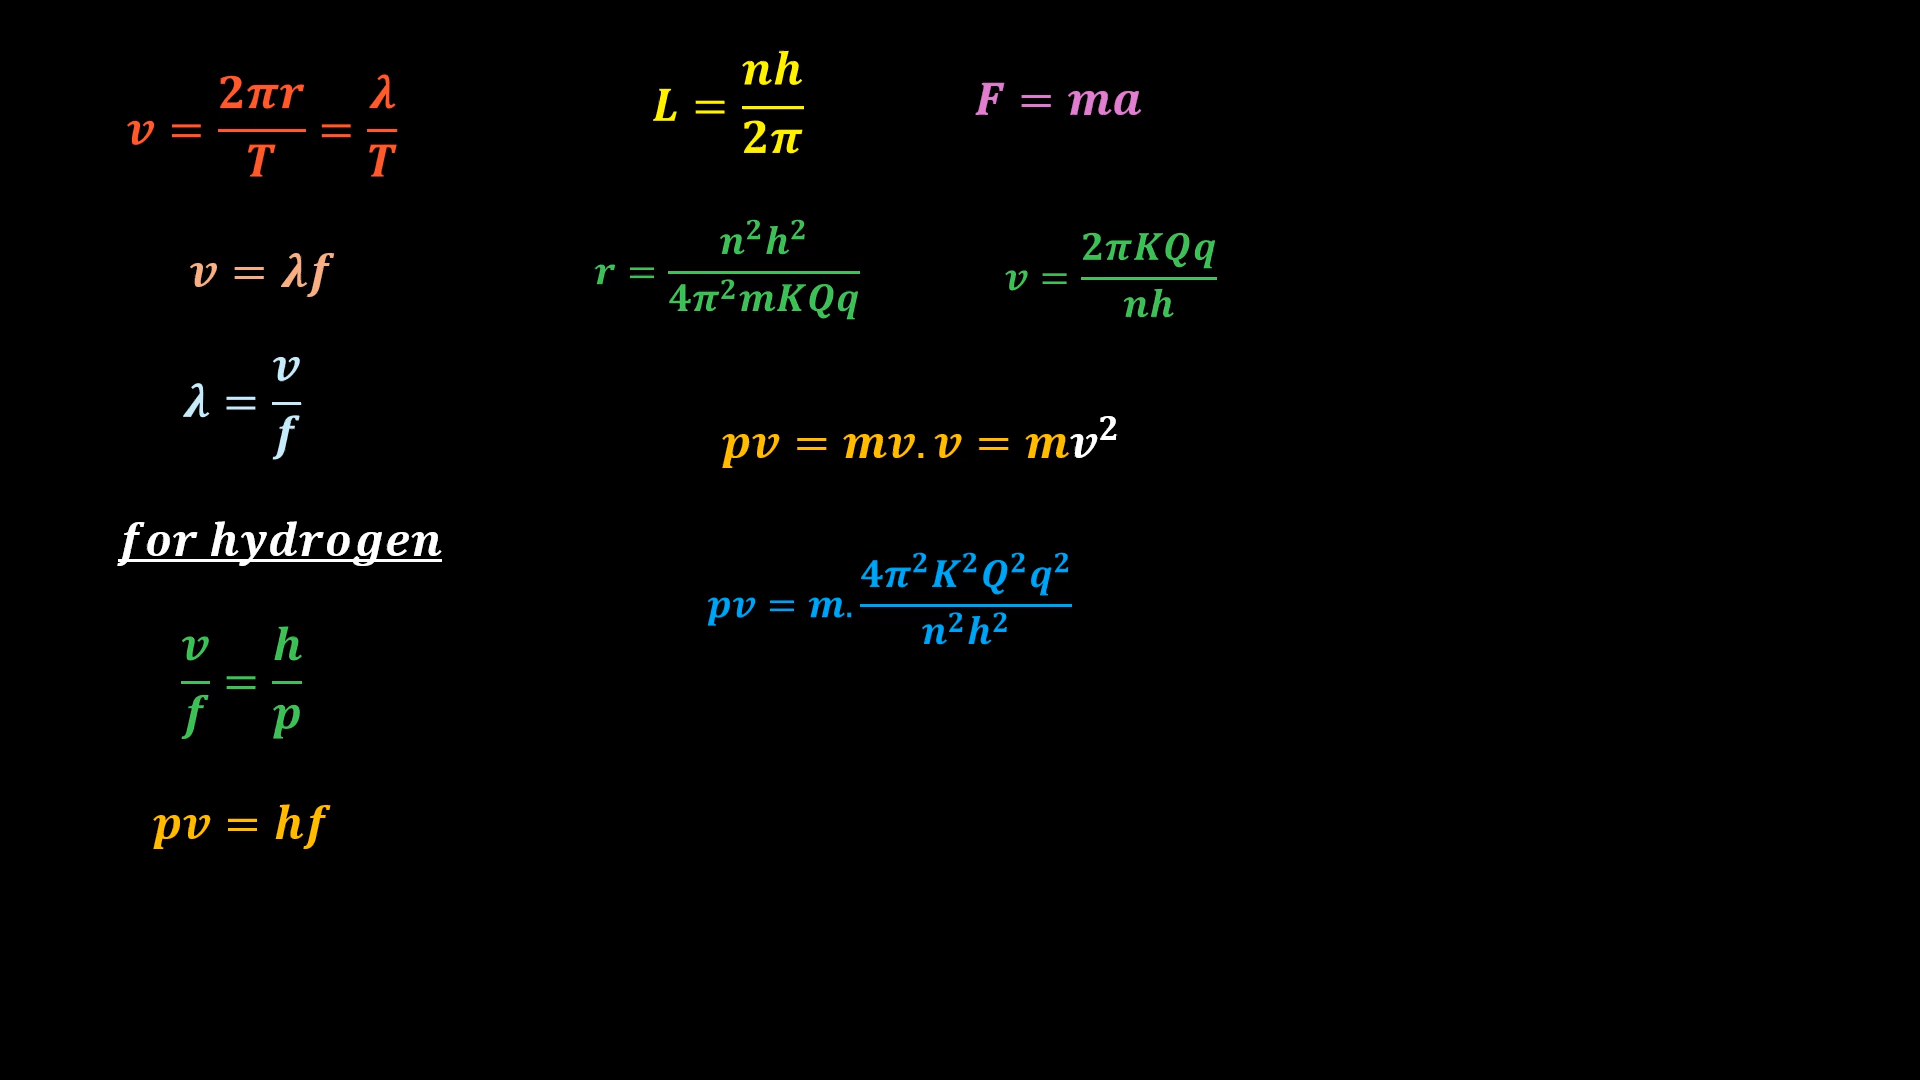 v = 2πr/T = λ/T
v = λf
λ = v/f
for hydrogen
v/f = h/p
pv = hf
L = nh/2π
F = ma
r = n²h²/4π²mKQq
v = 2πKQq/nh
pv = mv.v = mv²
pv = m.4π²K²Q²q²/n²h²